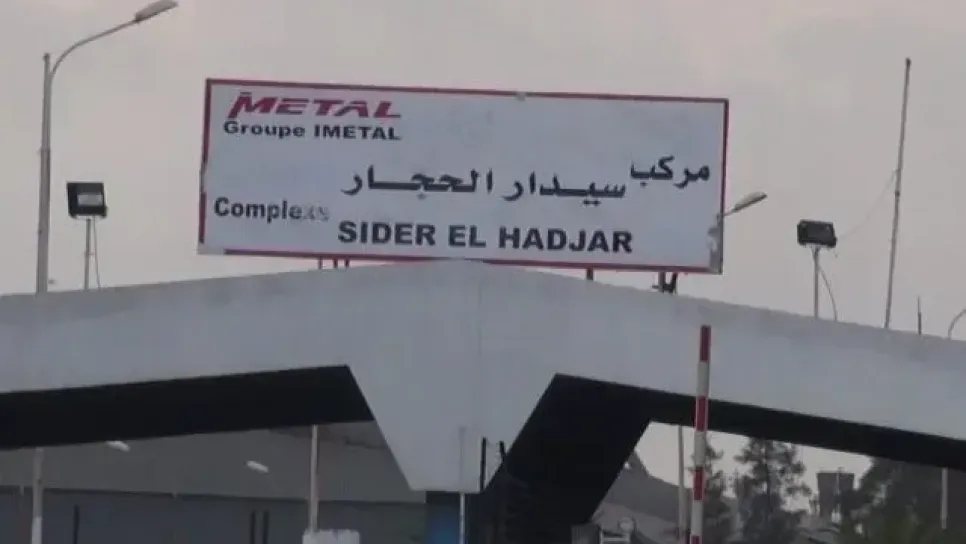 METAL
Groupe IMETAL
مركب سيدار الحجار
Complexe
SIDER EL HADJAR